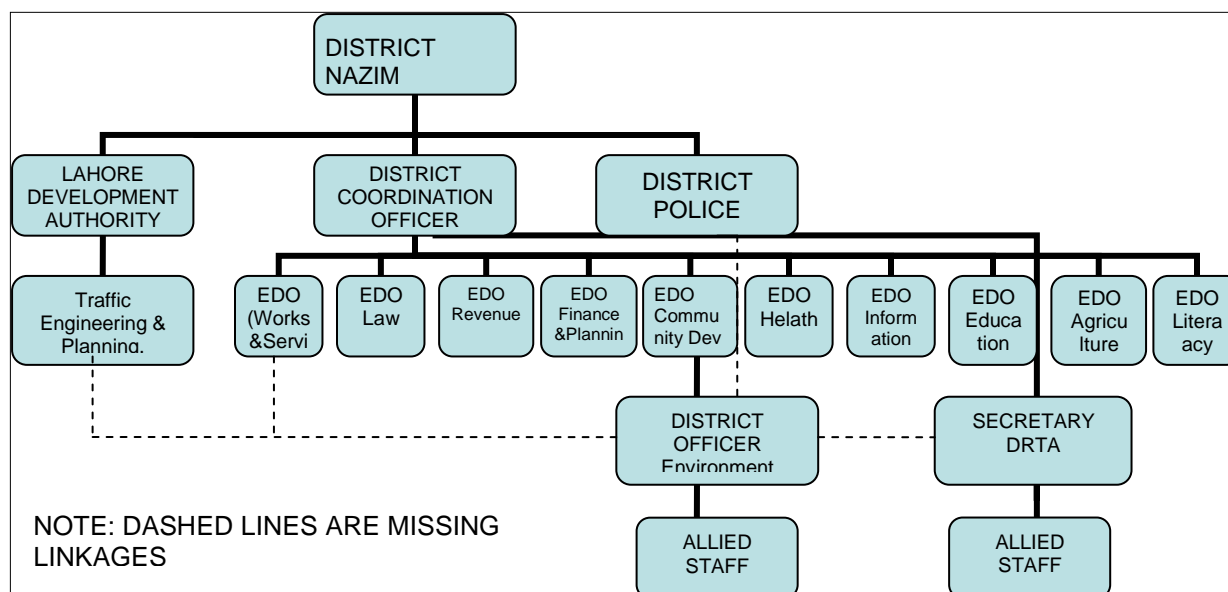 DISTRICT
NAZIM
LAHORE
DEVELOPMENT
AUTHORITY
DISTRICT
COORDINATION
OFFICER
DISTRICT
POLICE
Traffic
Engineering &
Planning.
EDO
(Works
&Servi
EDO
Law
EDO
Revenue
EDO
Finance
&Plannin
EDO
Commu
nity Dev
EDO
Helath
EDO
Inform
ation
EDO
Educa
tion
EDO
Agricu
lture
EDO
Litera
acy
DISTRICT
OFFICER
Environment
SECRETARY
DRTA
ALLIED
STAFF
ALLIED
STAFF
NOTE: DASHED LINES ARE MISSING
LINKAGES